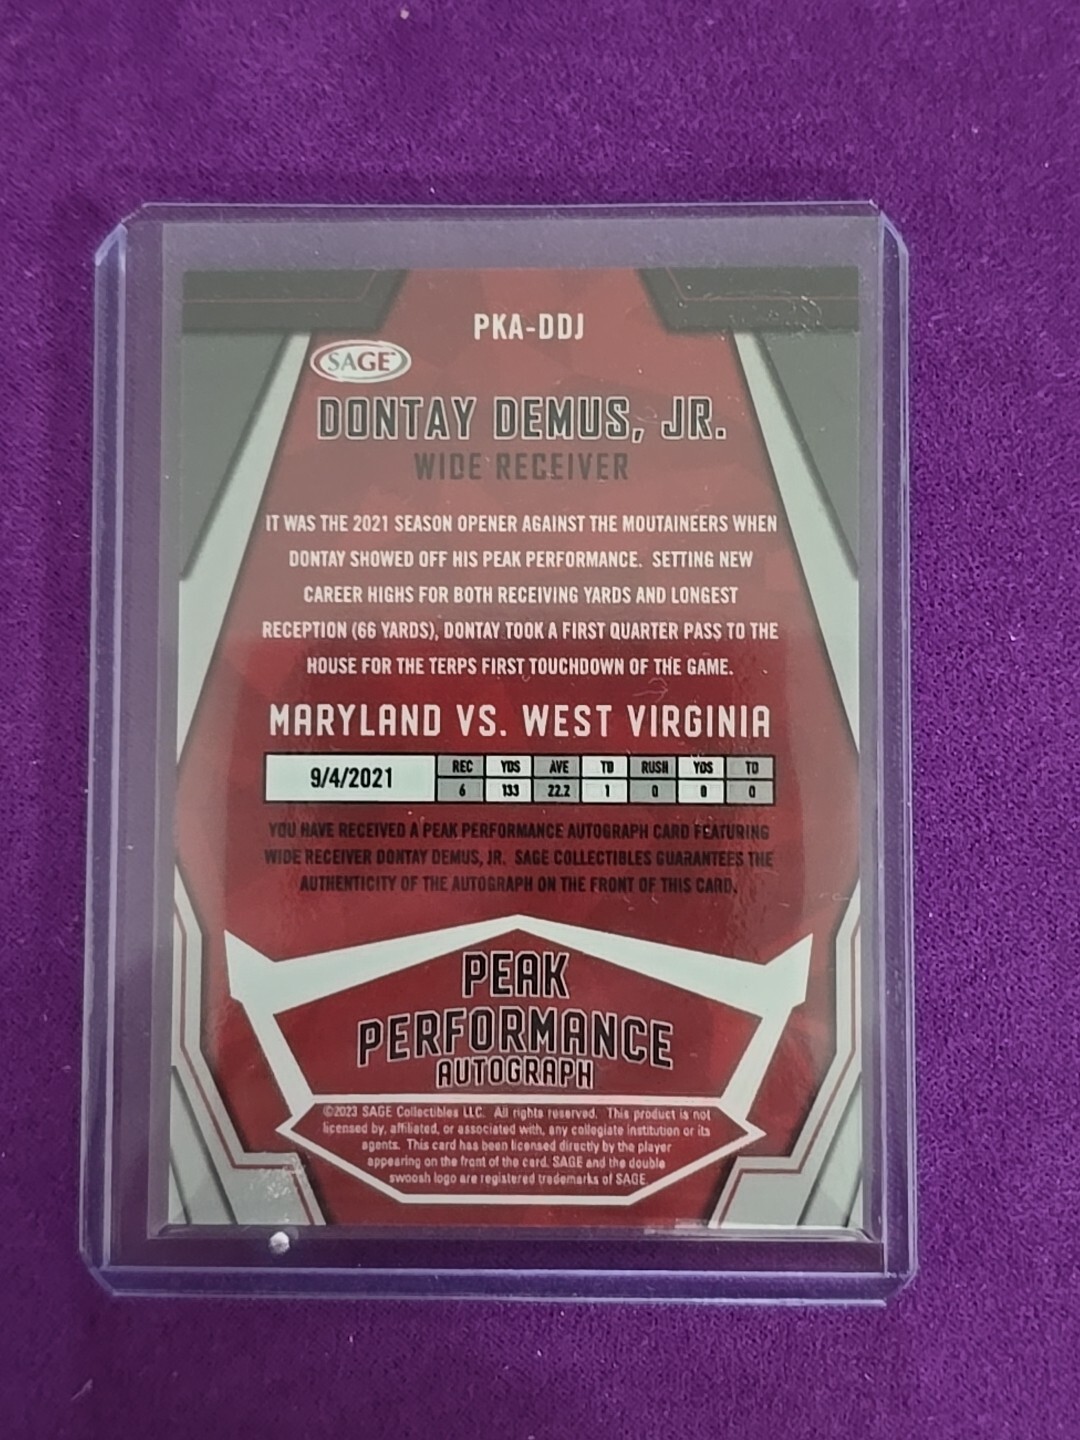 PKA-DDJ
SAGE
DONTAY DEMUS, JR.
WIDE RECEIVER
IT WAS THE 2021 SEASON OPENER AGAINST THE MOUTAINEERS WHEN
DONTAY SHOWED OFF HIS PEAK PERFORMANCE. SETTING NEW
CAREER HIGHS FOR BOTH RECEIVING YARDS AND LONGEST
RECEPTION (66 YARDS), DONTAY TOOK A FIRST QUARTER PASS TO THE
HOUSE FOR THE TERPS FIRST TOUCHDOWN OF THE GAME.
MARYLAND VS. WEST VIRGINIA
REC YDS AVE TD RUSH YDS TD
9/4/2021 6 133 22.2 1 0 0 0
YOU HAVE RECEIVED A PEAK PERFORMANCE AUTOGRAPH CARD FEATURING
WIDE RECEIVER DONTAY DEMUS, JR. SAGE COLLECTIBLES GUARANTEES THE
AUTHENTICITY OF THE AUTOGRAPH ON THE FRONT OF THIS CARD.
PEAK
PERFORMANCE
AUTOGRAPH
©2023 SAGE Collectibles LLC. All rights reserved. This product is not
licensed by, affiliated, or associated with, any collegiate institution or its
agents. This card has been licensed directly by the player
appearing on the front of the card. SAGE and the double
swoosh logo are registered trademarks of SAGE.